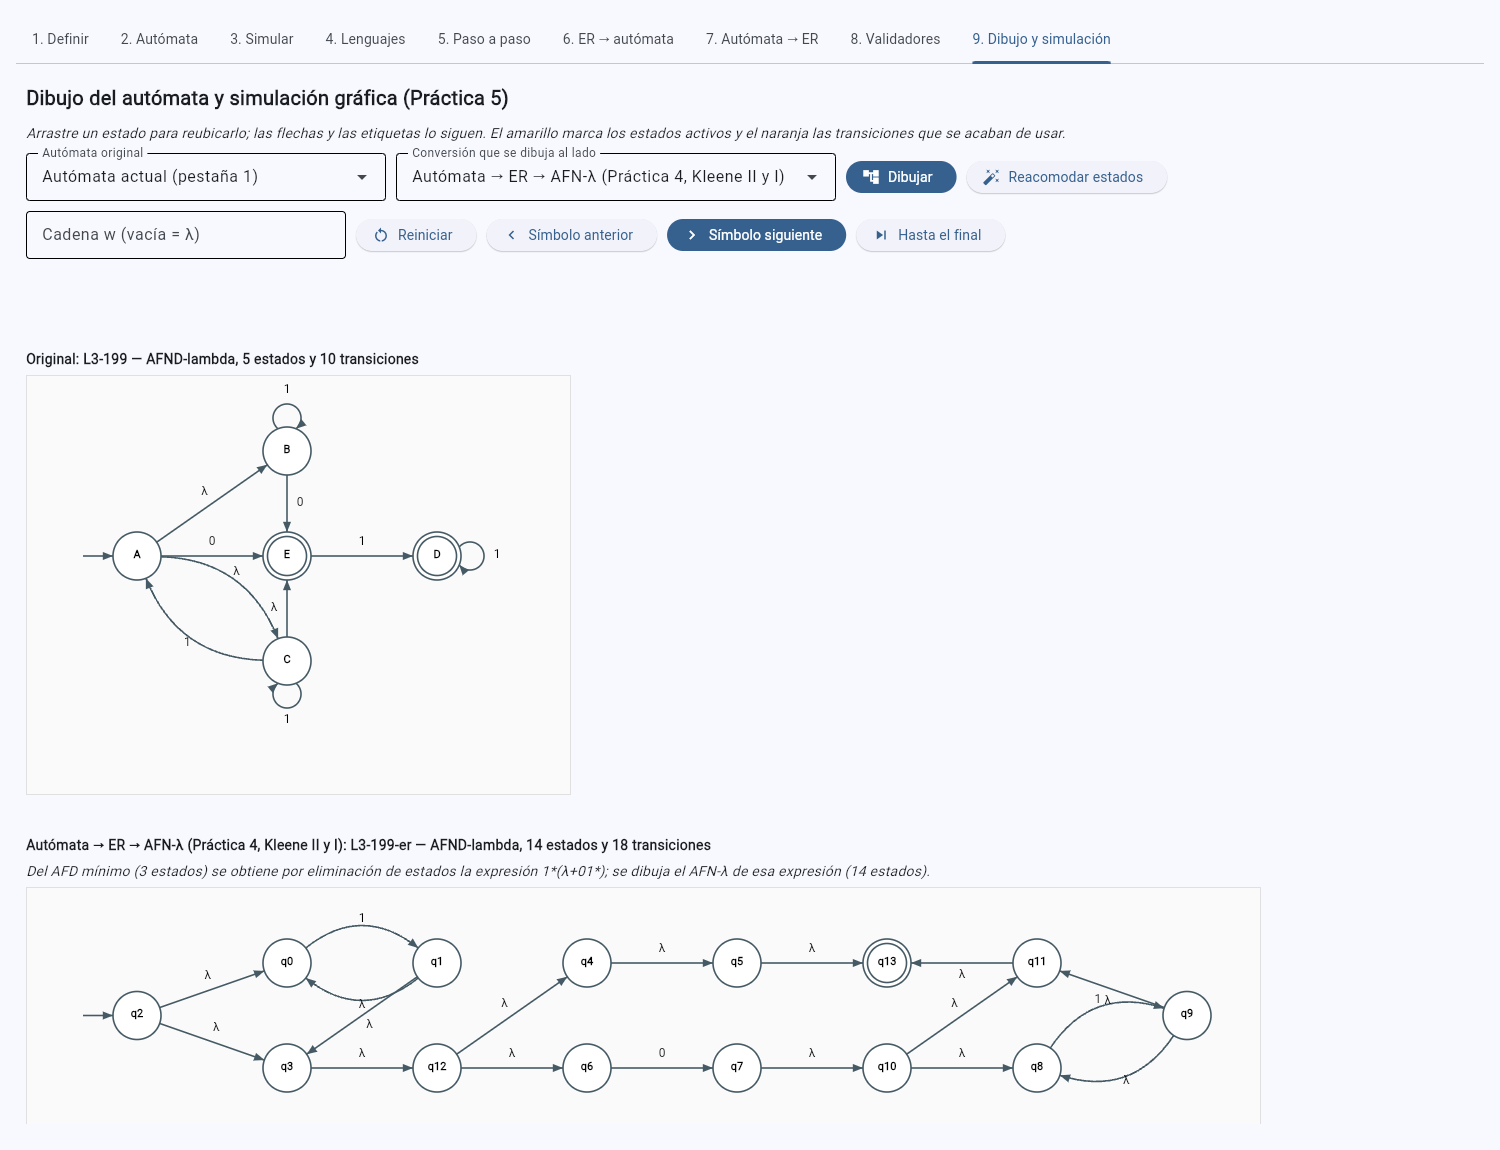 1. Definir 2. Autómata 3. Simular 4. Lenguajes 5. Paso a paso 6. ER → autómata 7. Autómata → ER 8. Validadores 9. Dibujo y simulación
Dibujo del autómata y simulación gráfica (Práctica 5)
Arrastre un estado para reubicarlo; las flechas y las etiquetas lo siguen. El amarillo marca los estados activos y el naranja las transiciones que se acaban de usar.
Autómata original Conversión que se dibuja al lado
Autómata actual (pestaña 1) Autómata → ER → AFN-λ (Práctica 4, Kleene II y I) Dibujar Reacomodar estados
Cadena w (vacía = λ) Reiniciar Símbolo anterior Símbolo siguiente Hasta el final
Original: L3-199 — AFND-lambda, 5 estados y 10 transiciones
1
B
λ
0
0 1
A E D 1
λ
λ
1
C
1
Autómata → ER → AFN-λ (Práctica 4, Kleene II y I): L3-199-er — AFND-lambda, 14 estados y 18 transiciones
Del AFD mínimo (3 estados) se obtiene por eliminación de estados la expresión 1*(λ+01*); se dibuja el AFN-λ de esa expresión (14 estados).
1
λ λ
q0 q1 q4 q5 q13 q11
λ λ
λ λ λ 1 λ
q2 q9
λ λ
λ λ 0 λ λ
q3 q12 q6 q7 q10 q8
λ